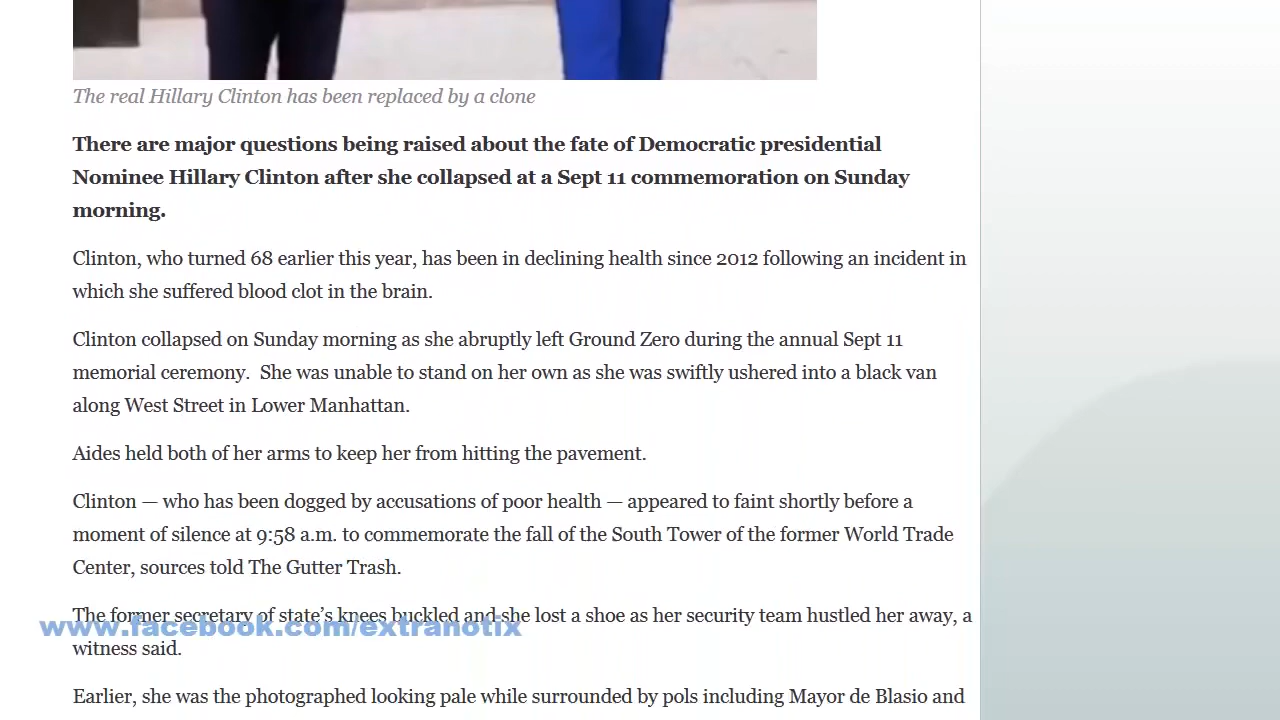 The real Hillary Clinton has been replaced by a clone
There are major questions being raised about the fate of Democratic presidential
Nominee Hillary Clinton after she collapsed at a Sept 11 commemoration on Sunday
morning.
Clinton, who turned 68 earlier this year, has been in declining health since 2012 following an incident in
which she suffered blood clot in the brain.
Clinton collapsed on Sunday morning as she abruptly left Ground Zero during the annual Sept 11
memorial ceremony.  She was unable to stand on her own as she was swiftly ushered into a black van
along West Street in Lower Manhattan.
Aides held both of her arms to keep her from hitting the pavement.
Clinton — who has been dogged by accusations of poor health — appeared to faint shortly before a
moment of silence at 9:58 a.m. to commemorate the fall of the South Tower of the former World Trade
Center, sources told The Gutter Trash.
The former secretary of state’s knees buckled and she lost a shoe as her security team hustled her away, a
www.facebook.com/extranotix
witness said.
Earlier, she was the photographed looking pale while surrounded by pols including Mayor de Blasio and